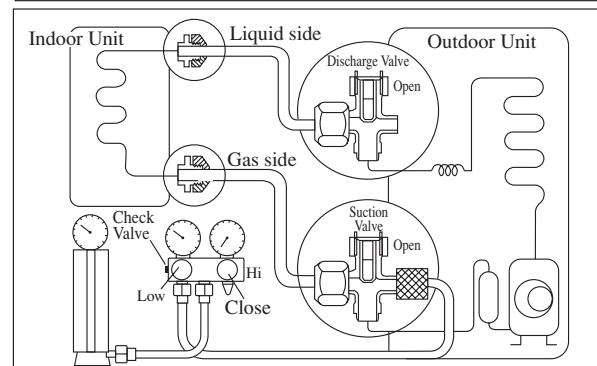 Indoor Unit
Liquid side
Outdoor Unit
Discharge Valve
Open
Gas side
Suction
Valve
Open
Check
Valve
Low
Hi
Close